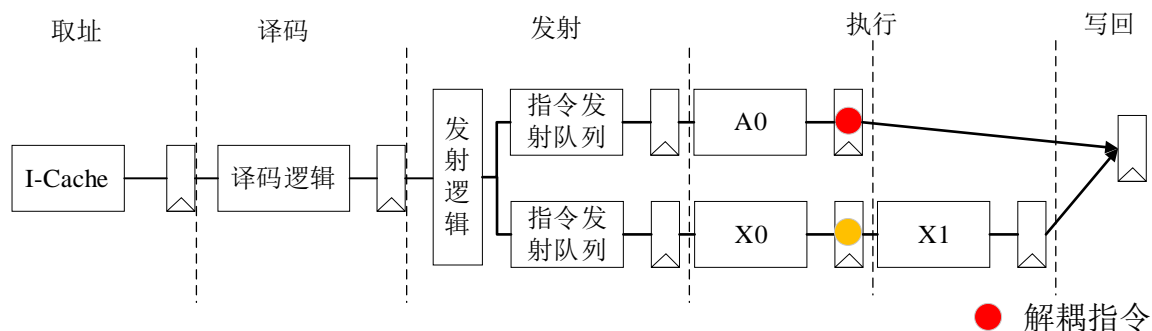 取址 译码 发射 执行 写回
I-Cache
译码逻辑
发射逻辑
指令发
射队列
指令发
射队列
A0
X0
X1
解耦指令